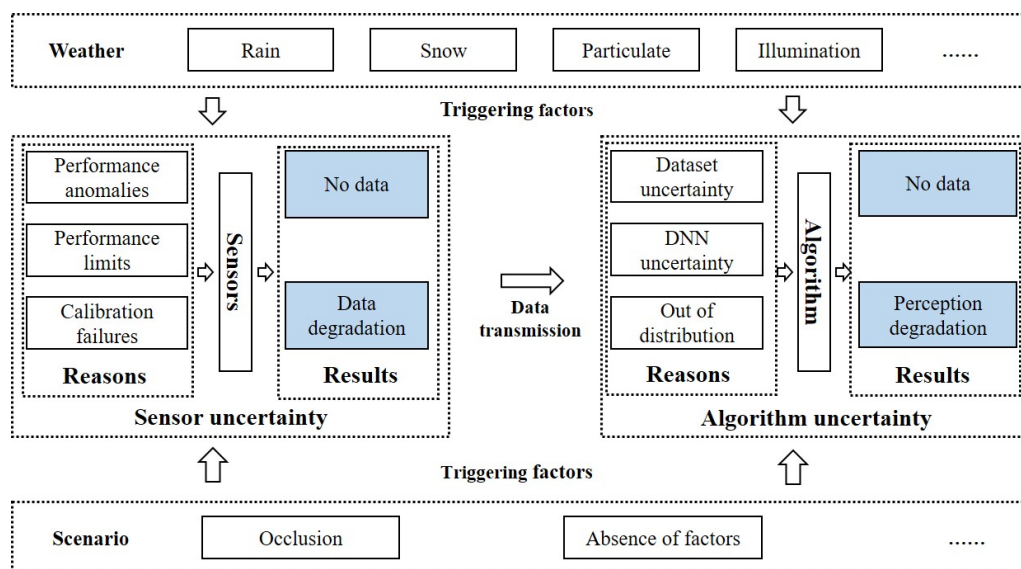 Weather
Rain
Snow
Particulate
Illumination
......
Triggering factors
Performance
anomalies
Performance
limits
Calibration
failures
Reasons
Sensors
No data
Data
degradation
Results
Sensor uncertainty
Data
transmission
Dataset
uncertainty
DNN
uncertainty
Out of
distribution
Reasons
Algorithm
No data
Perception
degradation
Results
Algorithm uncertainty
Triggering factors
Scenario
Occlusion
Absence of factors
......